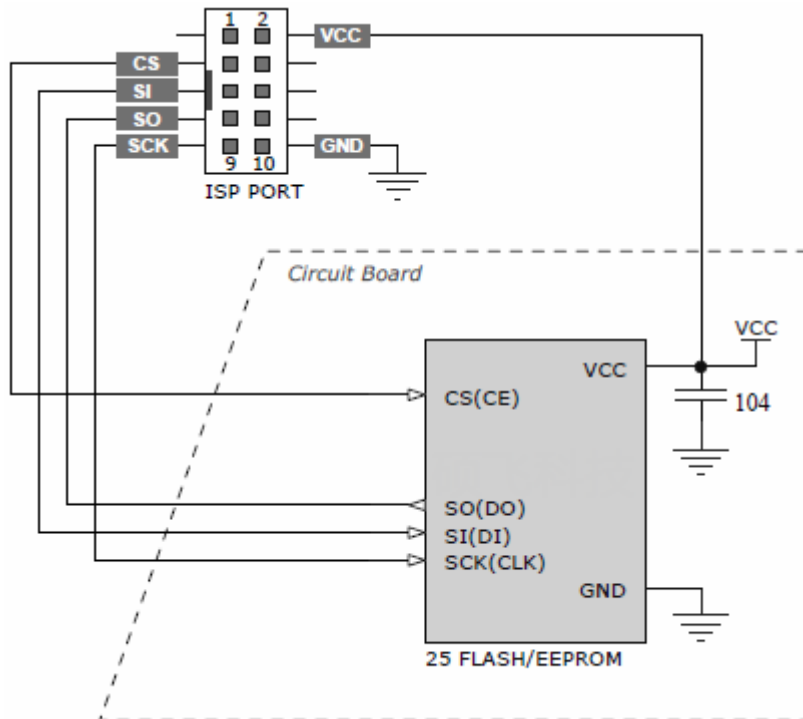 1 2
VCC
CS
SI
SO
SCK
GND
9 10
ISP PORT
Circuit Board
VCC
VCC
CS(CE)
104
SO(DO)
SI(DI)
SCK(CLK)
GND
25 FLASH/EEPROM